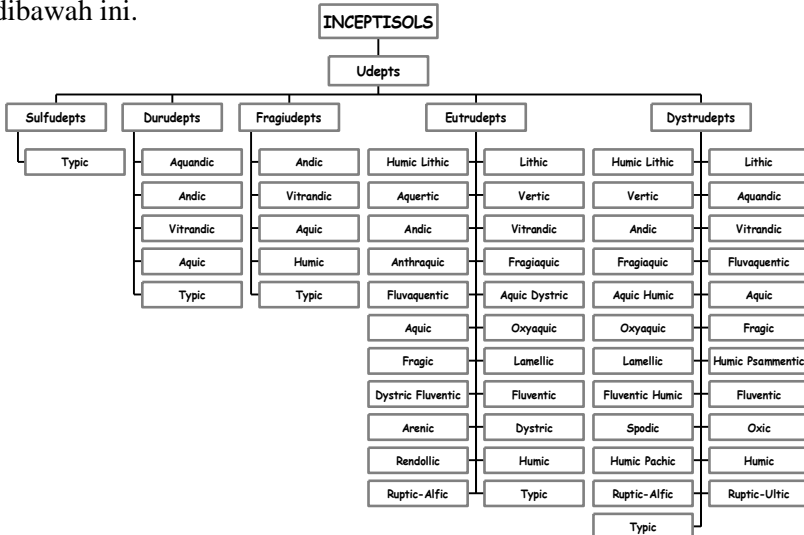 dibawah ini.
INCEPTISOLS
Udepts
Sulfudepts Durudepts Fragiudepts Eutrudepts Dystrudepts
Typic Aquandic Andic Humic Lithic Lithic Humic Lithic Lithic
Andic Vitrandic Aquertic Vertic Vertic Aquandic
Vitrandic Aquic Andic Vitrandic Andic Vitrandic
Aquic Humic Anthraquic Fragiaquic Fragiaquic Fluvaquentic
Typic Typic Fluvaquentic Aquic Dystric Aquic Humic Aquic
Aquic Oxyaquic Oxyaquic Fragic
Fragic Lamellic Lamellic Humic Psammentic
Dystric Fluventic Fluventic Fluventic Humic Fluventic
Arenic Dystric Spodic Oxic
Rendollic Humic Humic Pachic Humic
Ruptic-Alfic Typic Ruptic-Alfic Ruptic-Ultic
Typic